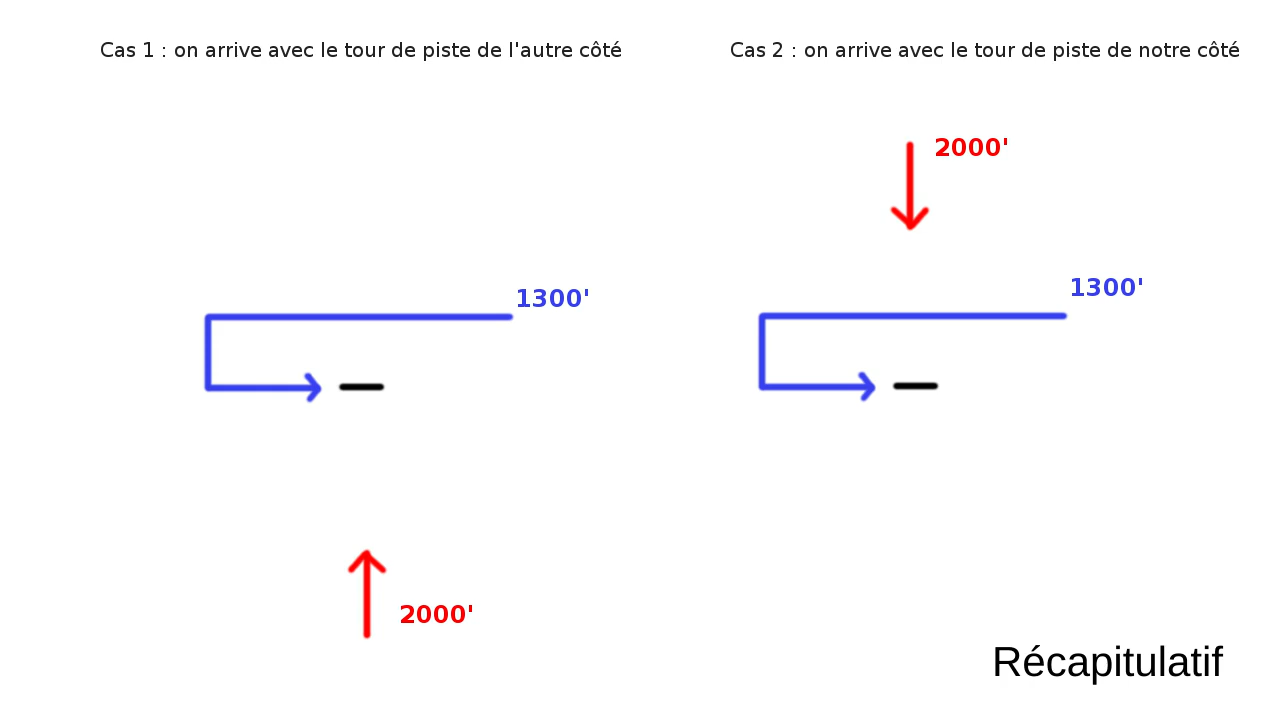 Cas 1 : on arrive avec le tour de piste de l'autre côté
1300'
2000'
Cas 2 : on arrive avec le tour de piste de notre côté
2000'
1300'
Récapitulatif